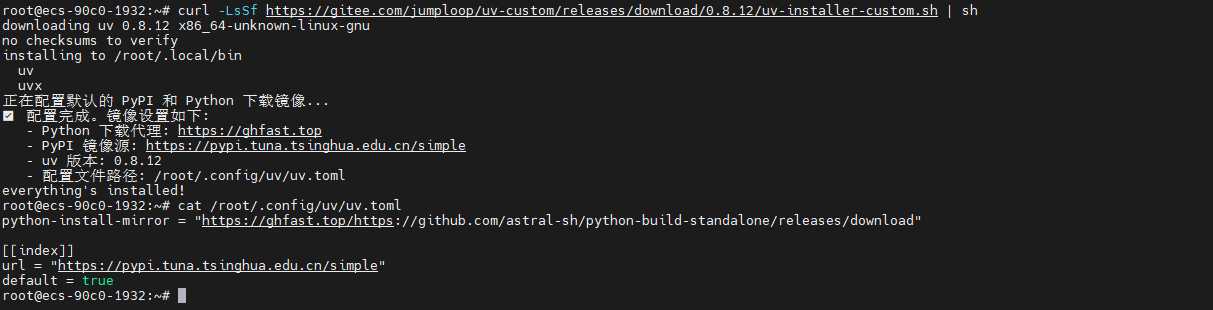 root@ecs-90c0-1932:~# curl -LsSf https://gitee.com/jumploop/uv-custom/releases/download/0.8.12/uv-installer-custom.sh | sh
downloading uv 0.8.12 x86_64-unknown-linux-gnu
no checksums to verify
installing to /root/.local/bin
  uv
  uvx
正在配置默认的 PyPI 和 Python 下载镜像...
☑ 配置完成。镜像设置如下:
   - Python 下载代理: https://ghfast.top
   - PyPI 镜像源: https://pypi.tuna.tsinghua.edu.cn/simple
   - uv 版本: 0.8.12
   - 配置文件路径: /root/.config/uv/uv.toml
everything's installed!
root@ecs-90c0-1932:~# cat /root/.config/uv/uv.toml
python-install-mirror = "https://ghfast.top/https://github.com/astral-sh/python-build-standalone/releases/download"

[[index]]
url = "https://pypi.tuna.tsinghua.edu.cn/simple"
default = true
root@ecs-90c0-1932:~#